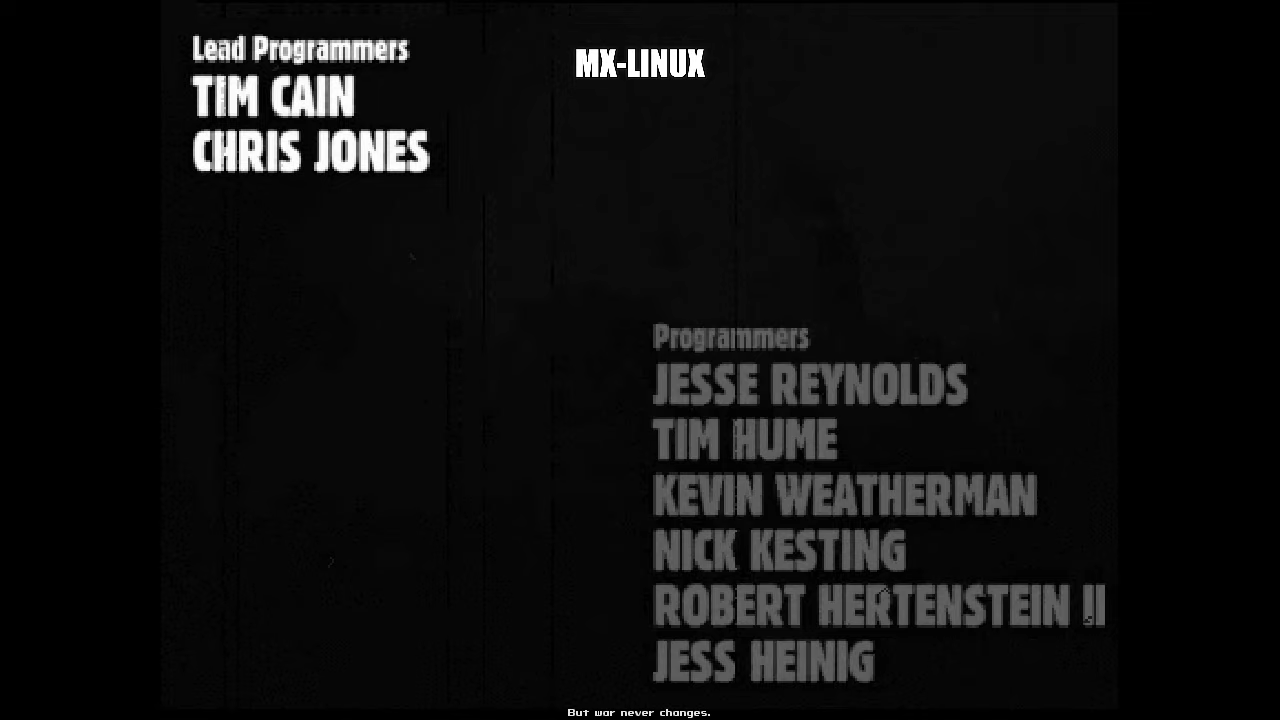 Lead Programmers
TIM CAIN
CHRIS JONES
MX-LINUX
Programmers
JESSE REYNOLDS
TIM HUME
KEVIN WEATHERMAN
NICK KESTING
ROBERT HERTENSTEIN II
JESS HEINIG
But war never changes.